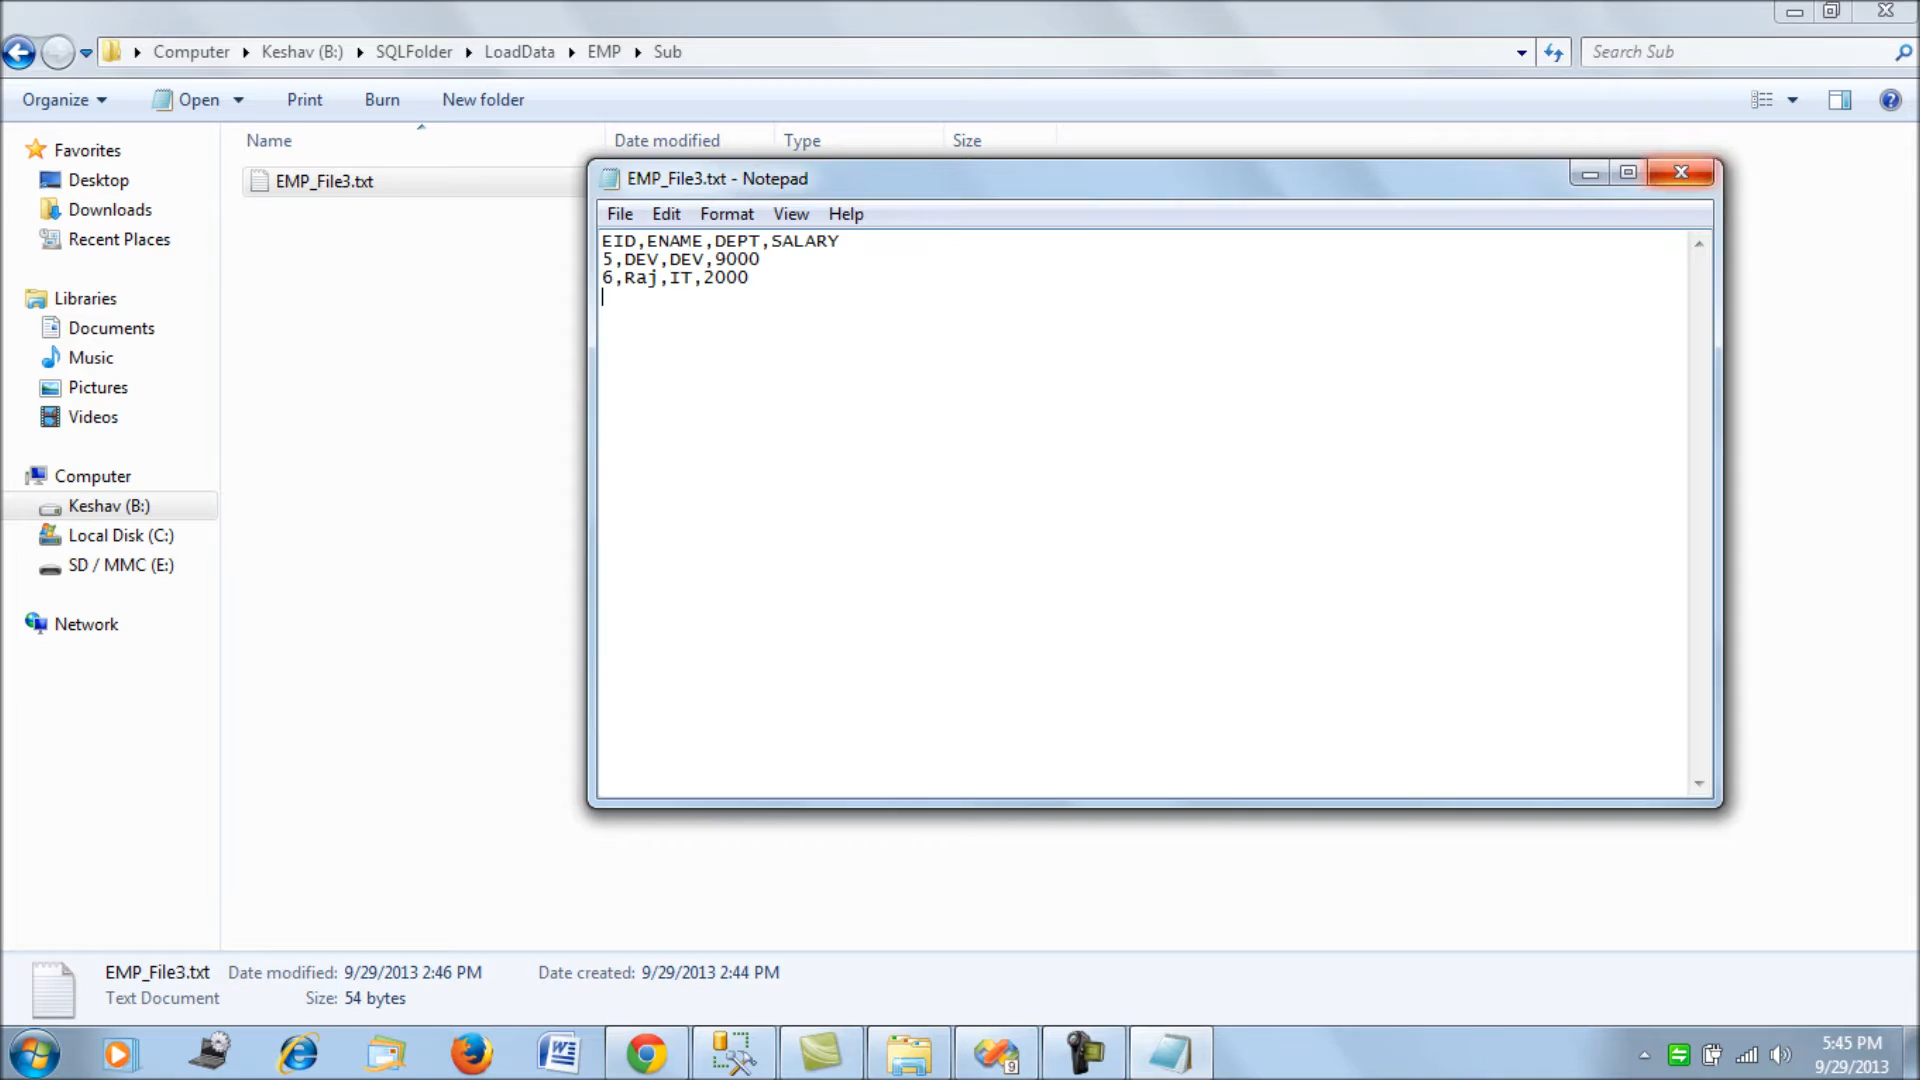 Computer Keshav (B:) SQLFolder LoadData EMP Sub
Search Sub
Organize Open Print Burn New folder
Name Date modified Type Size
Favorites
Desktop
Downloads
Recent Places
Libraries
Documents
Music
Pictures
Videos
Computer
Keshav (B:)
Local Disk (C:)
SD / MMC (E:)
Network
EMP_File3.txt
EMP_File3.txt - Notepad
File Edit Format View Help
EID,ENAME,DEPT,SALARY
5,DEV,DEV,9000
6,Raj,IT,2000
EMP_File3.txt Date modified: 9/29/2013 2:46 PM Date created: 9/29/2013 2:44 PM
Text Document Size: 54 bytes
W
9
5:45 PM
9/29/2013